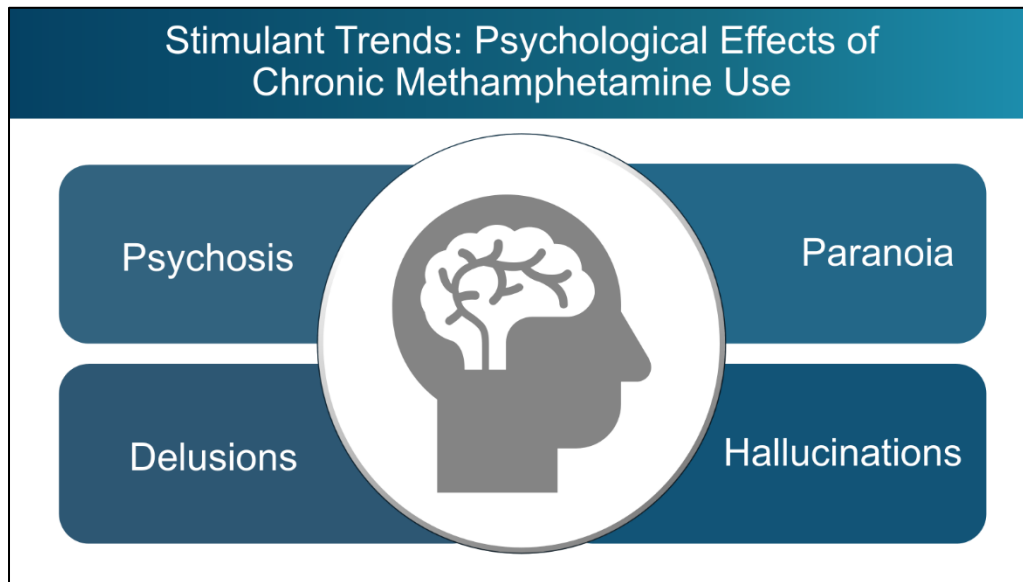 Stimulant Trends: Psychological Effects of
Chronic Methamphetamine Use
Psychosis
Paranoia
Delusions
Hallucinations